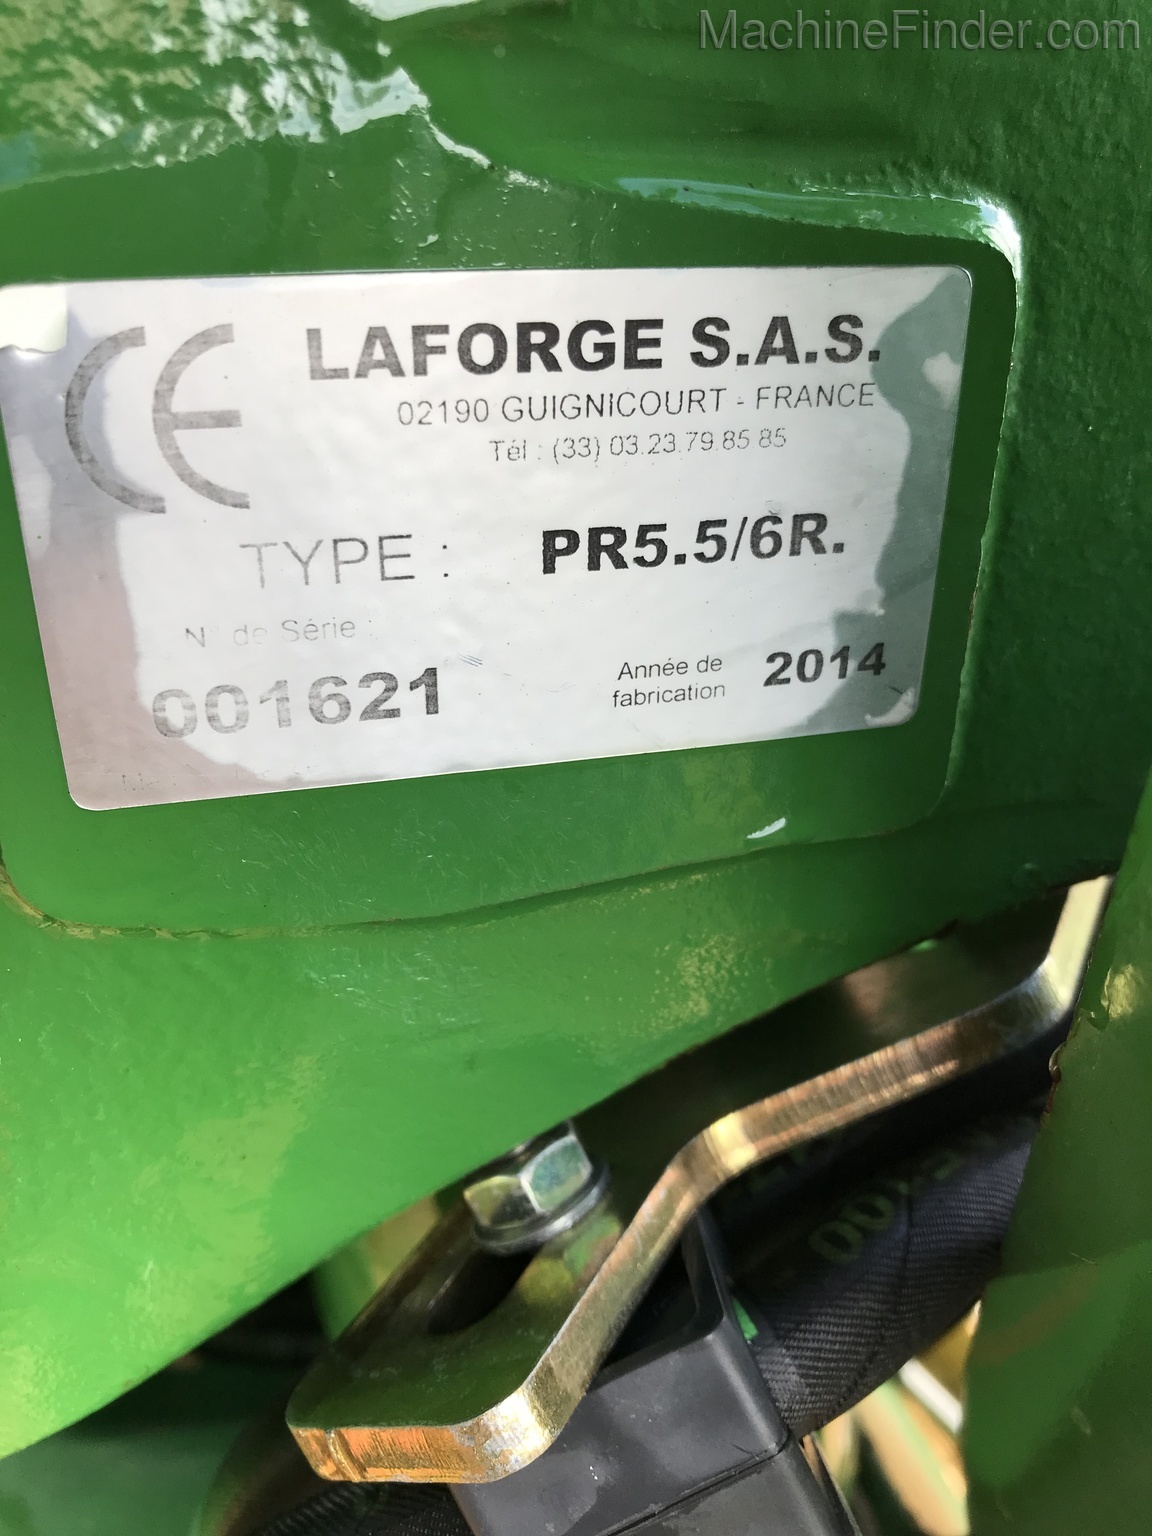 MachineFinder.com
CE
LAFORGE S.A.S.
02190 GUIGNICOURT - FRANCE
Tél : (33) 03.23.79.85 85
TYPE : PR5.5/6R.
N° de Série :
001621
Année de fabrication 2014